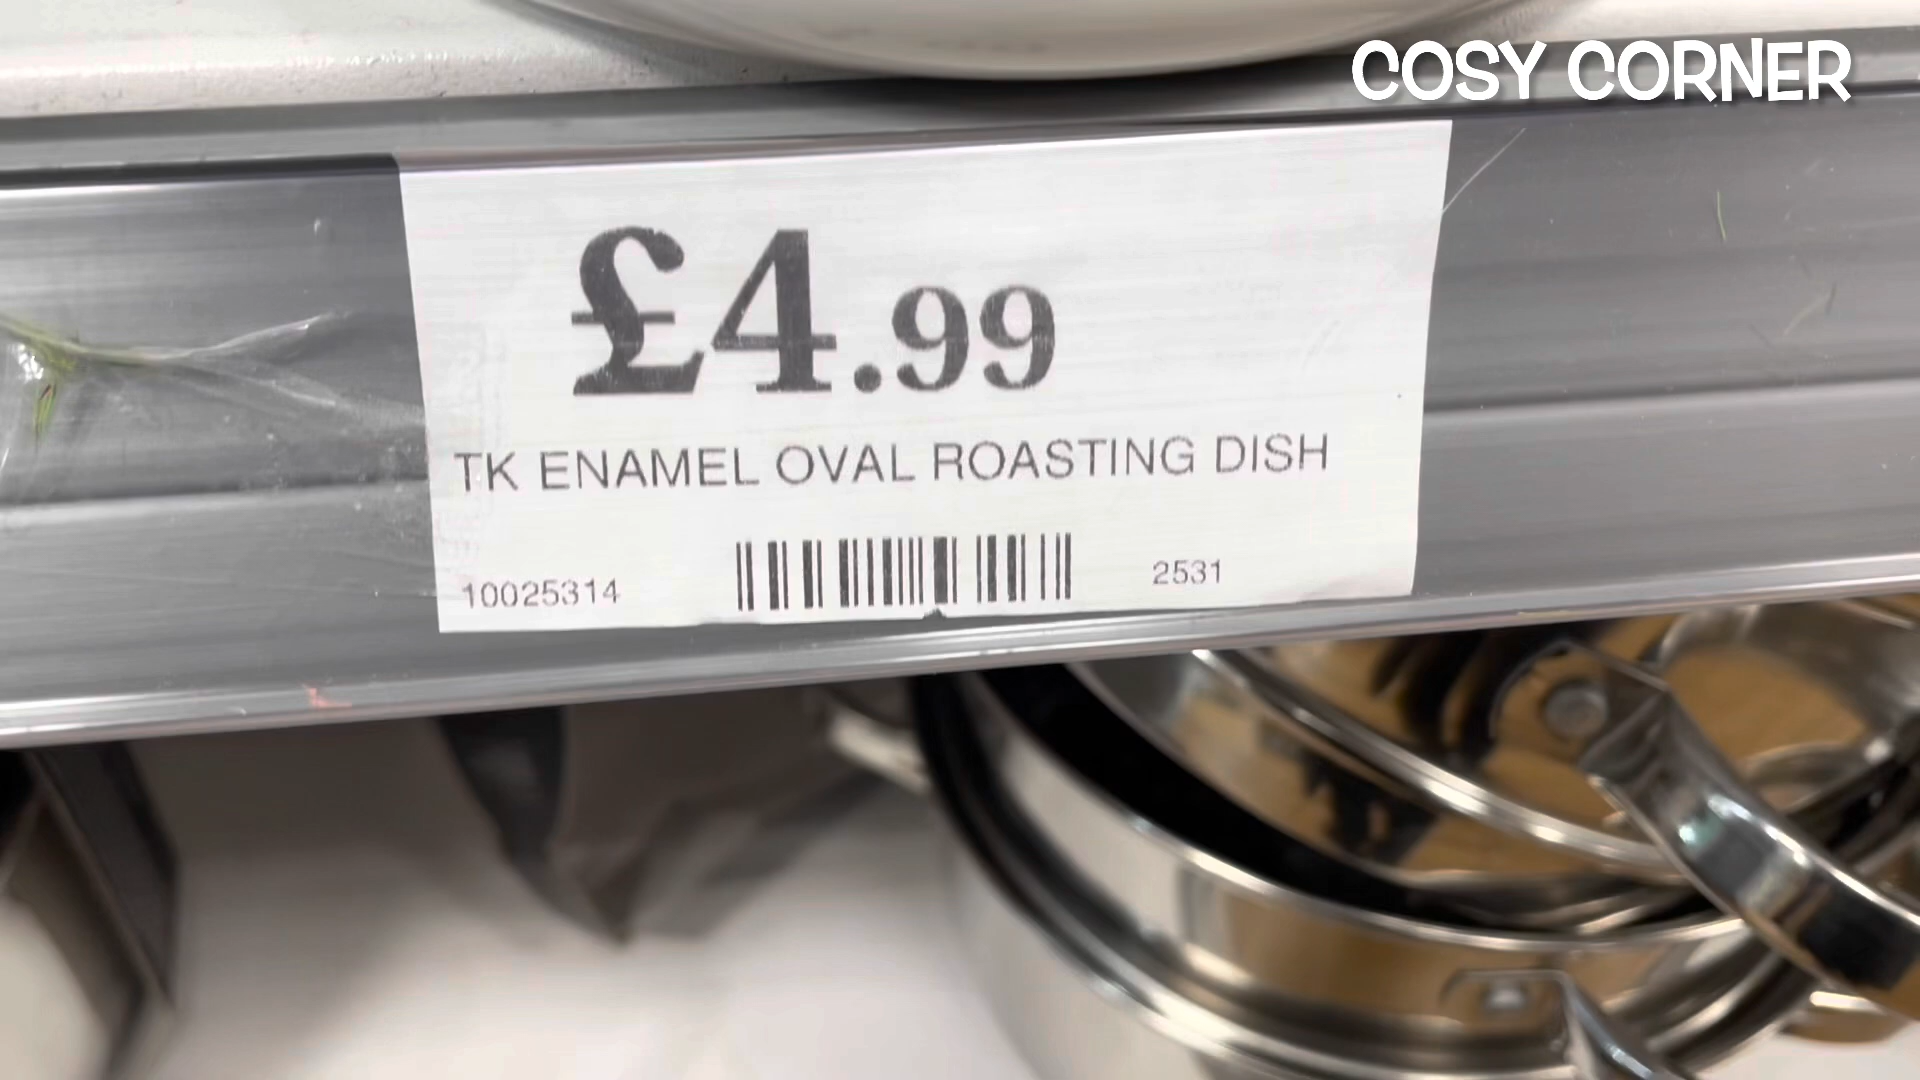 COSY CORNER
£4.99
TK ENAMEL OVAL ROASTING DISH
10025314 2531